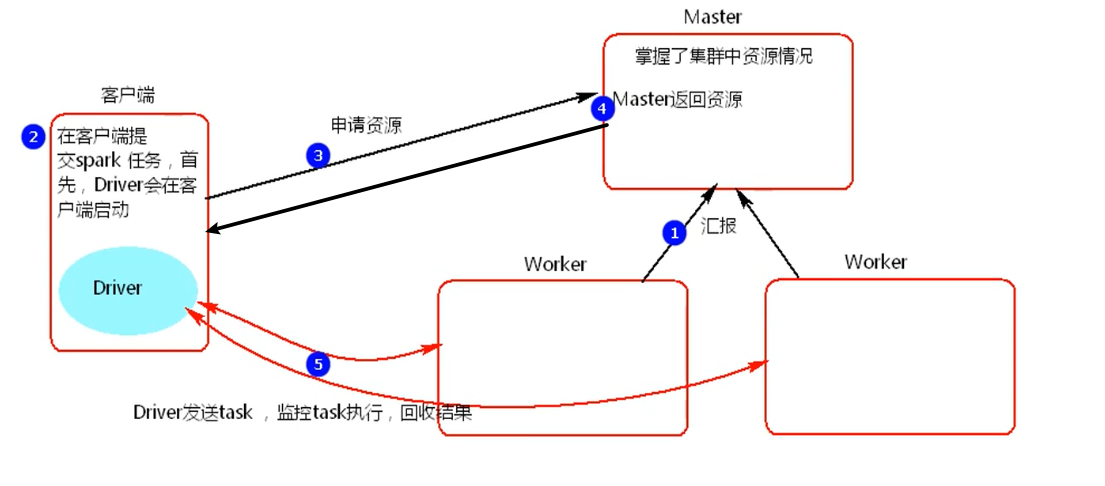 Master
掌握了集群中资源情况
Master返回资源
4
客户端
2
在客户端提
交spark 任务，首
先，Driver会在客
户端启动
申请资源
3
1
汇报
Driver
Worker
Worker
5
Driver发送task ，监控task执行，回收结果